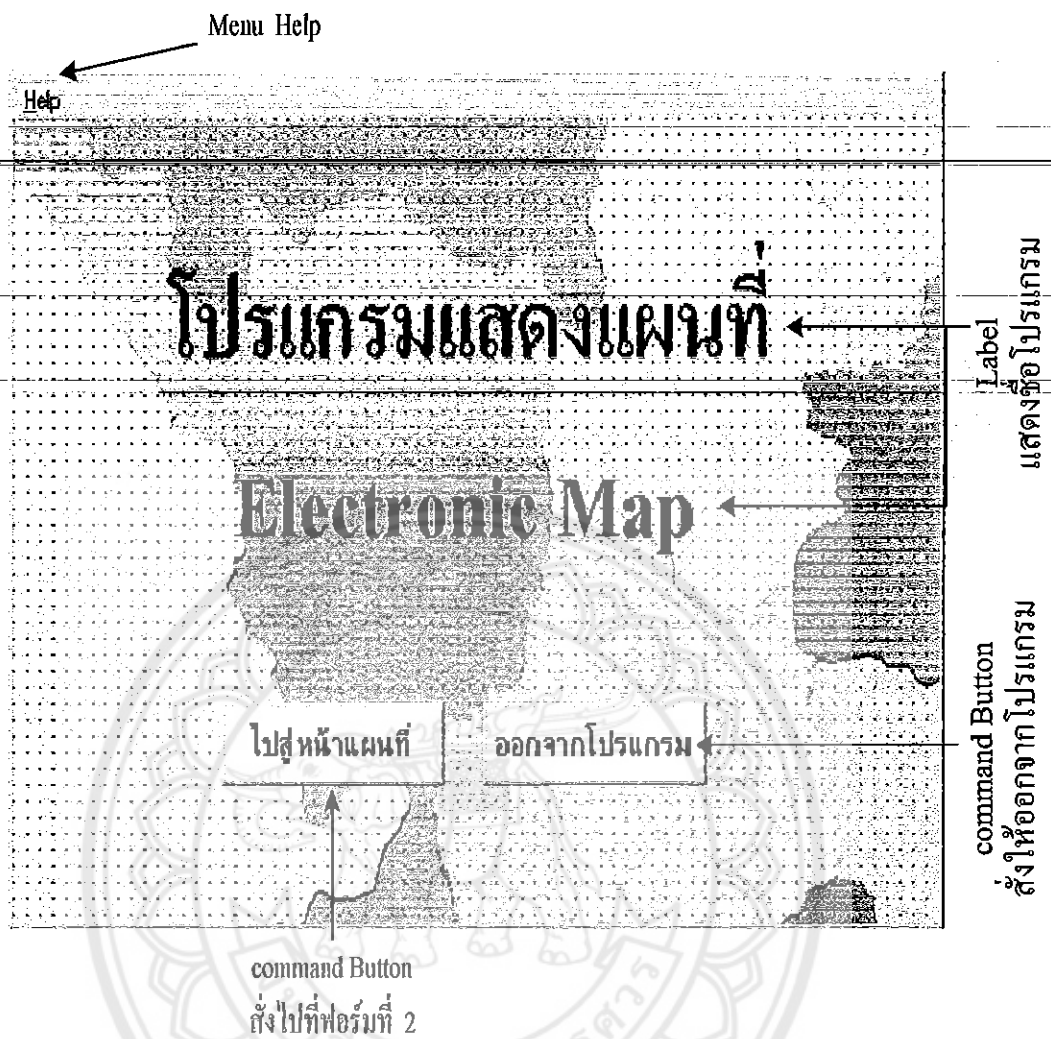 Menu Help
Help
โปรแกรมแสดงแผนที่
Label
แสดงชื่อโปรแกรม
Electronic Map
ไปสู่หน้าแผนที่
ออกจากโปรแกรม
command Button
สั่งให้ออกจากโปรแกรม
command Button
สั่งไปที่ฟอร์มที่ 2